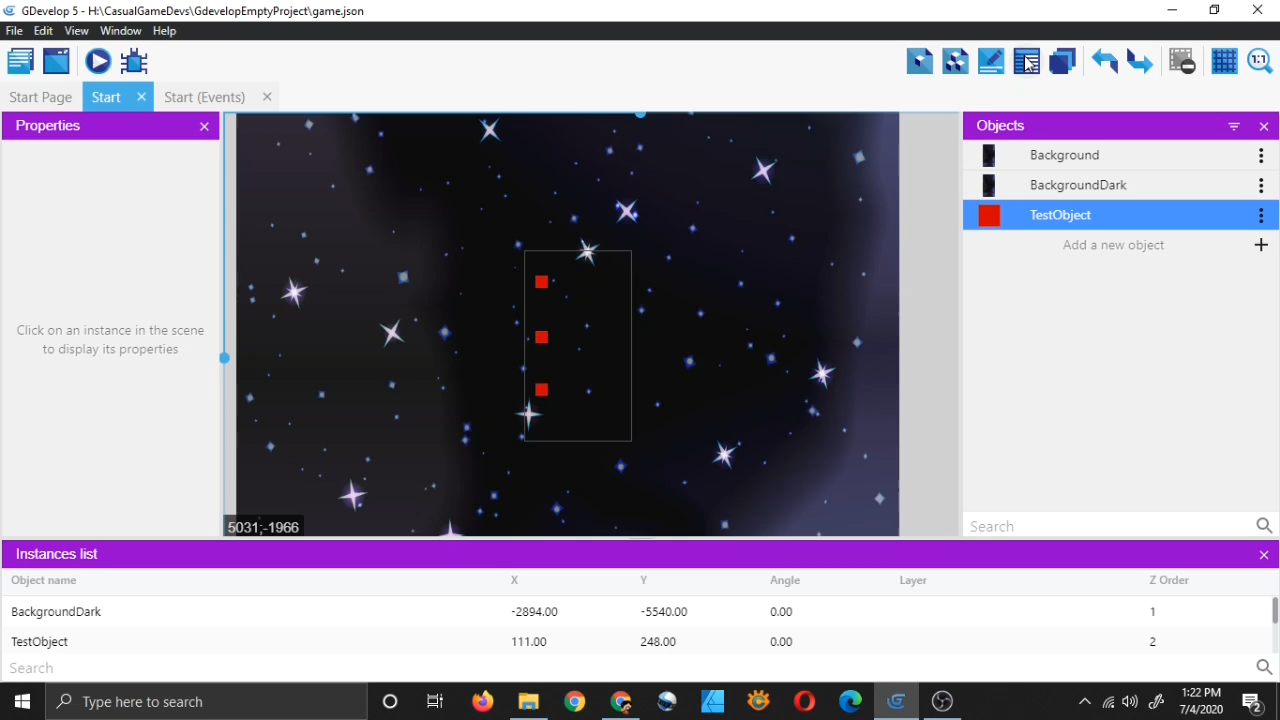 GDevelop 5 - H:\CasualGameDevs\GdevelopEmptyProject\game.json
File Edit View Window Help
1:1
Start Page Start Start (Events)
Properties
Click on an instance in the scene
to display its properties
5031;-1966
Objects
Background
BackgroundDark
TestObject
Add a new object
Search
Instances list
Object name X Y Angle Layer Z Order
BackgroundDark -2894.00 -5540.00 0.00 1
TestObject 111.00 248.00 0.00 2
Search
Type here to search
1:22 PM
7/4/2020
2